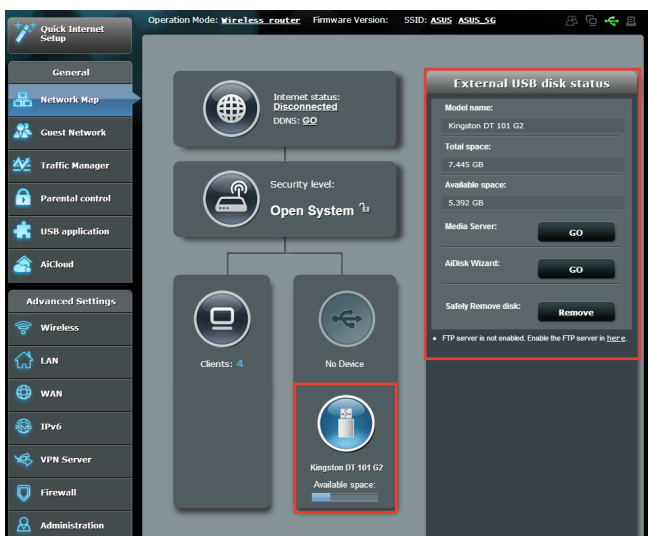 Quick Internet
Setup
Operation Mode: Wireless router Firmware Version: SSID: ASUS ASUS_5G
General
Network Map
Guest Network
Traffic Manager
Parental control
USB application
AiCloud
Advanced Settings
Wireless
LAN
WAN
IPv6
VPN Server
Firewall
Administration
Internet status:
Disconnected
DDNS: GO
Security level:
Open System
Clients: 4
No Device
Kingston DT 101 G2
Available space:
External USB disk status
Model name:
Kingston DT 101 G2
Total space:
7.445 GB
Available space:
5.392 GB
Media Server: GO
AiDisk Wizard: GO
Safely Remove disk: Remove
• FTP server is not enabled. Enable the FTP server in here.